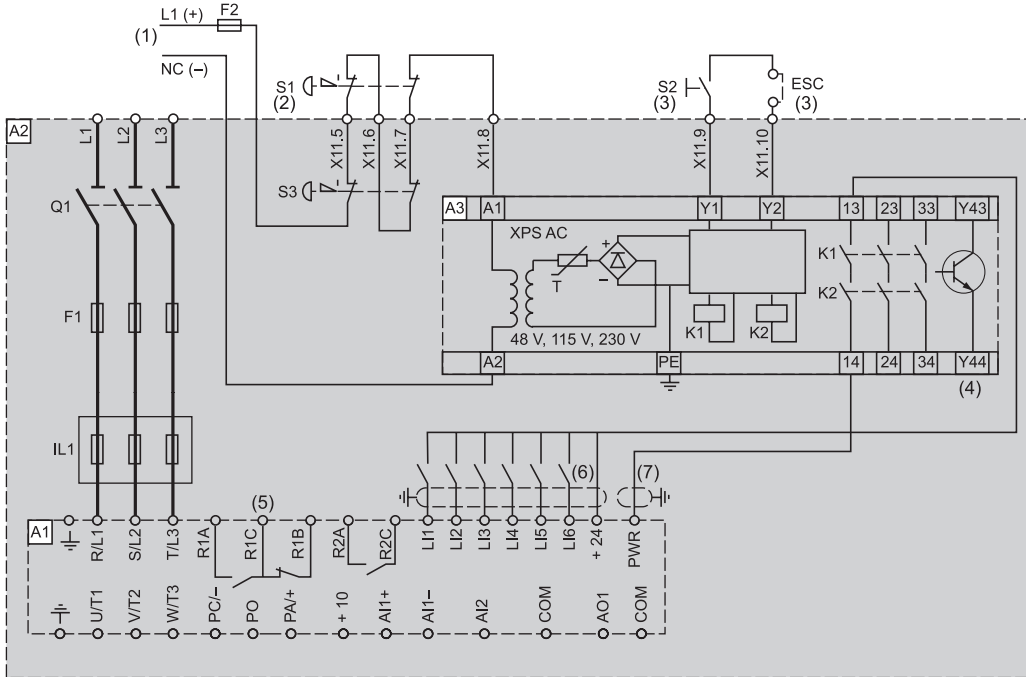 L1 (+)
F2
(1)
NC (–)
S1
(2)
S2
(3)
ESC
(3)
A2
L1
L2
L3
X11.5
X11.6
X11.7
X11.8
X11.9
X11.10
Q1
S3
A3
A1
Y1
Y2
13
23
33
Y43
XPS AC
+
–
T
K1
K2
K1
K2
48 V, 115 V, 230 V
F1
A2
PE
14
24
34
Y44
(4)
IL1
(6)
(7)
(5)
A1
R/L1
S/L2
T/L3
R1A
R1C
R1B
R2A
R2C
LI1
LI2
LI3
LI4
LI5
LI6
+ 24
PWR
U/T1
V/T2
W/T3
PC/-
PO
PA/+
+ 10
AI1+
AI1-
AI2
COM
AO1
COM